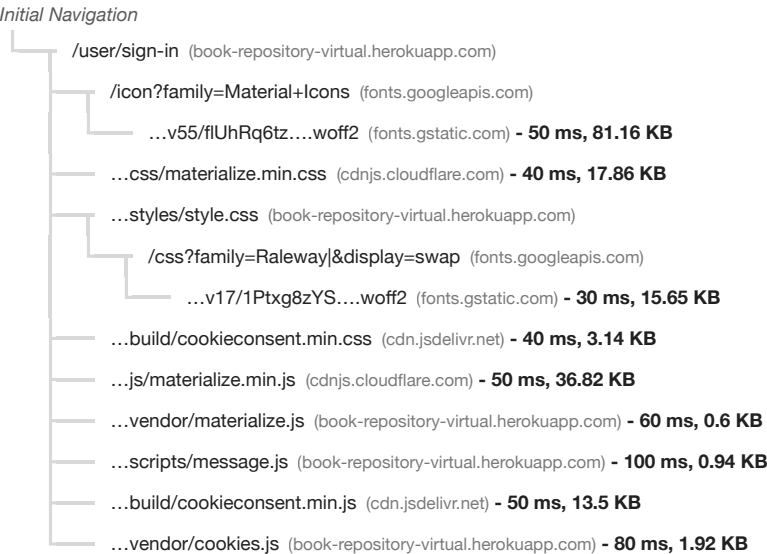 Initial Navigation
/user/sign-in (book-repository-virtual.herokuapp.com)
/icon?family=Material+Icons (fonts.googleapis.com)
…v55/flUhRq6tz….woff2 (fonts.gstatic.com) - 50 ms, 81.16 KB
…css/materialize.min.css (cdnjs.cloudflare.com) - 40 ms, 17.86 KB
…styles/style.css (book-repository-virtual.herokuapp.com)
/css?family=Raleway|&display=swap (fonts.googleapis.com)
…v17/1Ptxg8zYS….woff2 (fonts.gstatic.com) - 30 ms, 15.65 KB
…build/cookieconsent.min.css (cdn.jsdelivr.net) - 40 ms, 3.14 KB
…js/materialize.min.js (cdnjs.cloudflare.com) - 50 ms, 36.82 KB
…vendor/materialize.js (book-repository-virtual.herokuapp.com) - 60 ms, 0.6 KB
…scripts/message.js (book-repository-virtual.herokuapp.com) - 100 ms, 0.94 KB
…build/cookieconsent.min.js (cdn.jsdelivr.net) - 50 ms, 13.5 KB
…vendor/cookies.js (book-repository-virtual.herokuapp.com) - 80 ms, 1.92 KB